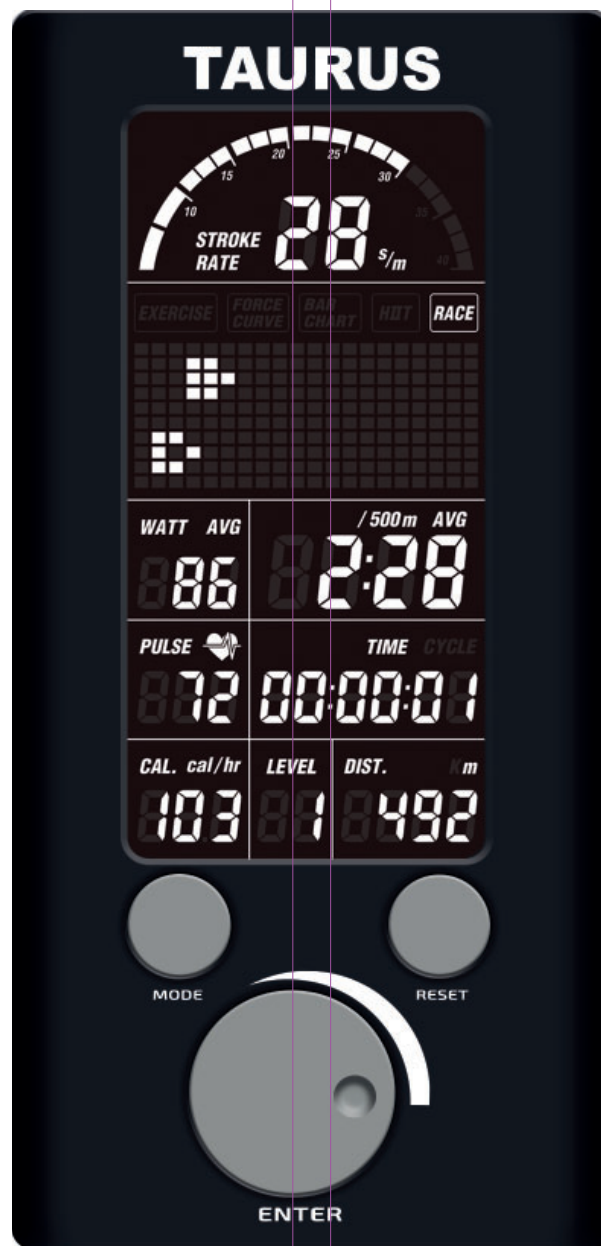 TAURUS
10 15 20 25 30 35 40
STROKE RATE 28 s/m
EXERCISE FORCE CURVE BAR CHART HIIT RACE
WATT AVG /500m AVG
86 2:28
PULSE TIME CYCLE
72 00:00:01
CAL. cal/hr LEVEL DIST. Km
103 1 492
MODE RESET
ENTER